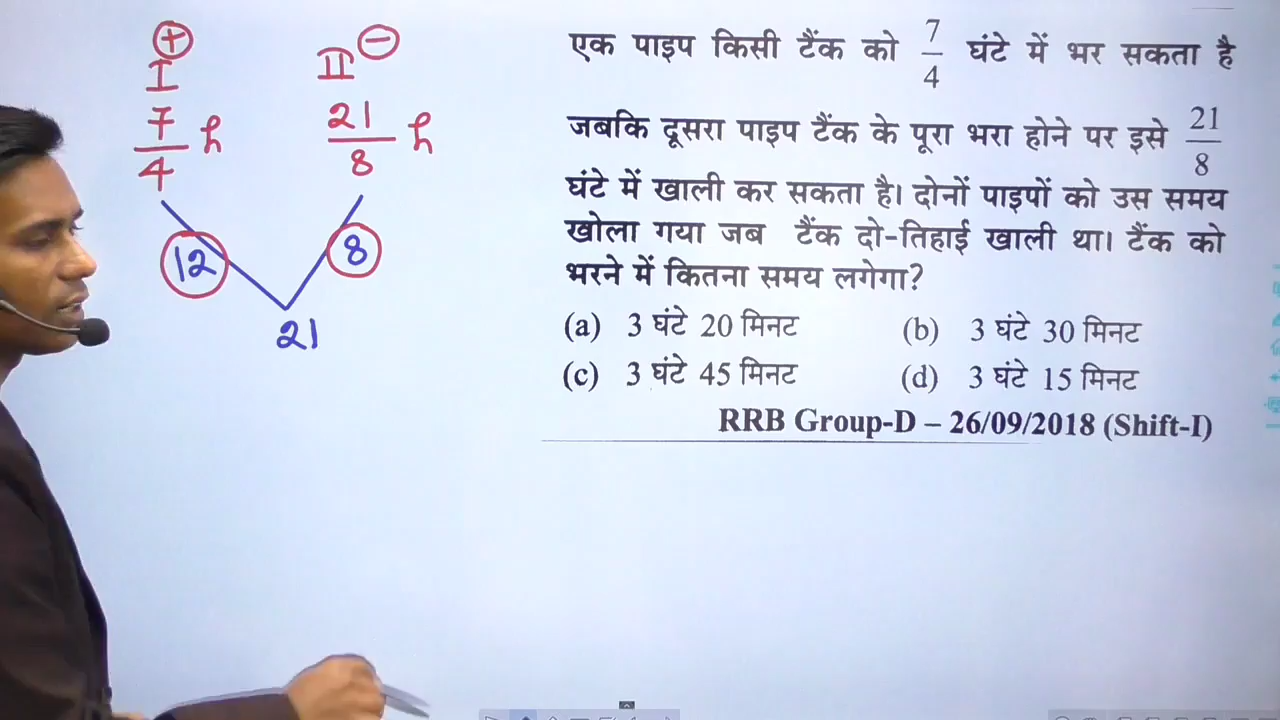 ⊕ ⊖
I II
7/4 h 21/8 h
12 8
21
एक पाइप किसी टैंक को 7/4 घंटे में भर सकता है
जबकि दूसरा पाइप टैंक के पूरा भरा होने पर इसे 21/8
घंटे में खाली कर सकता है। दोनों पाइपों को उस समय
खोला गया जब टैंक दो-तिहाई खाली था। टैंक को
भरने में कितना समय लगेगा?
(a) 3 घंटे 20 मिनट (b) 3 घंटे 30 मिनट
(c) 3 घंटे 45 मिनट (d) 3 घंटे 15 मिनट
RRB Group-D – 26/09/2018 (Shift-I)